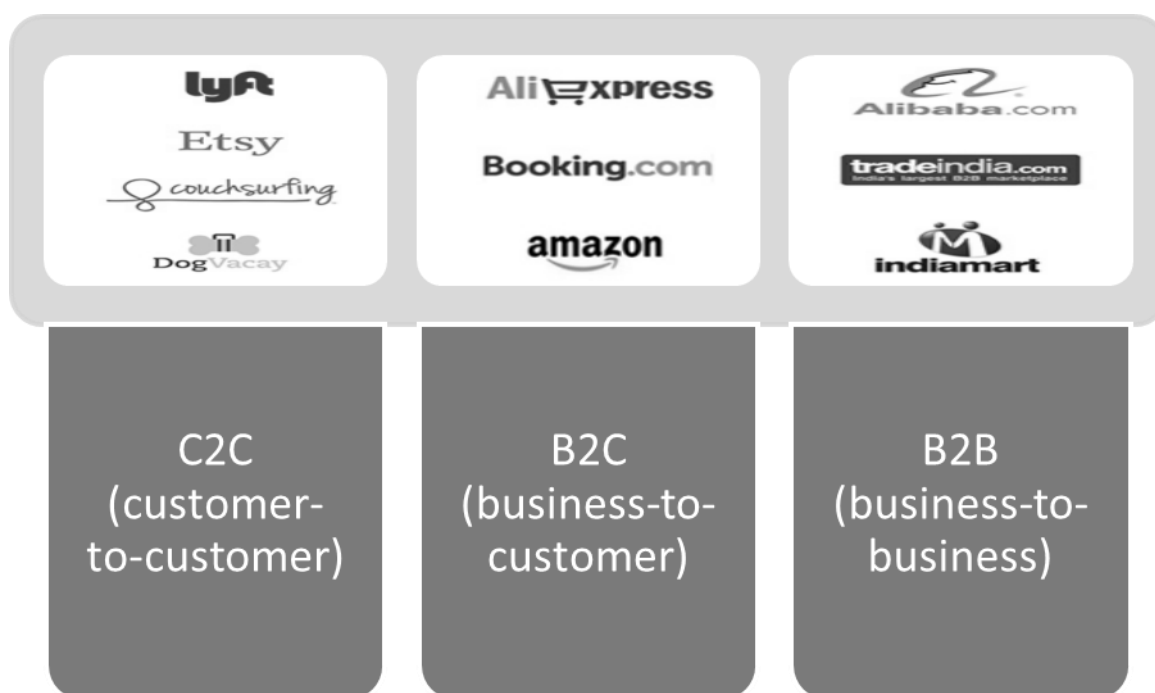 lyft
Etsy
couchsurfing
DogVacay
AliExpress
Booking.com
amazon
Alibaba.com
tradeindia.com
India's largest B2B marketplace
indiamart
C2C
(customer-
to-customer)
B2C
(business-to-
customer)
B2B
(business-to-
business)